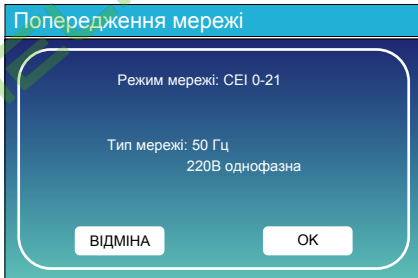 Попередження мережі
Режим мережі: CEI 0-21
Тип мережі: 50 Гц
220В однофазна
ВІДМІНА
OK